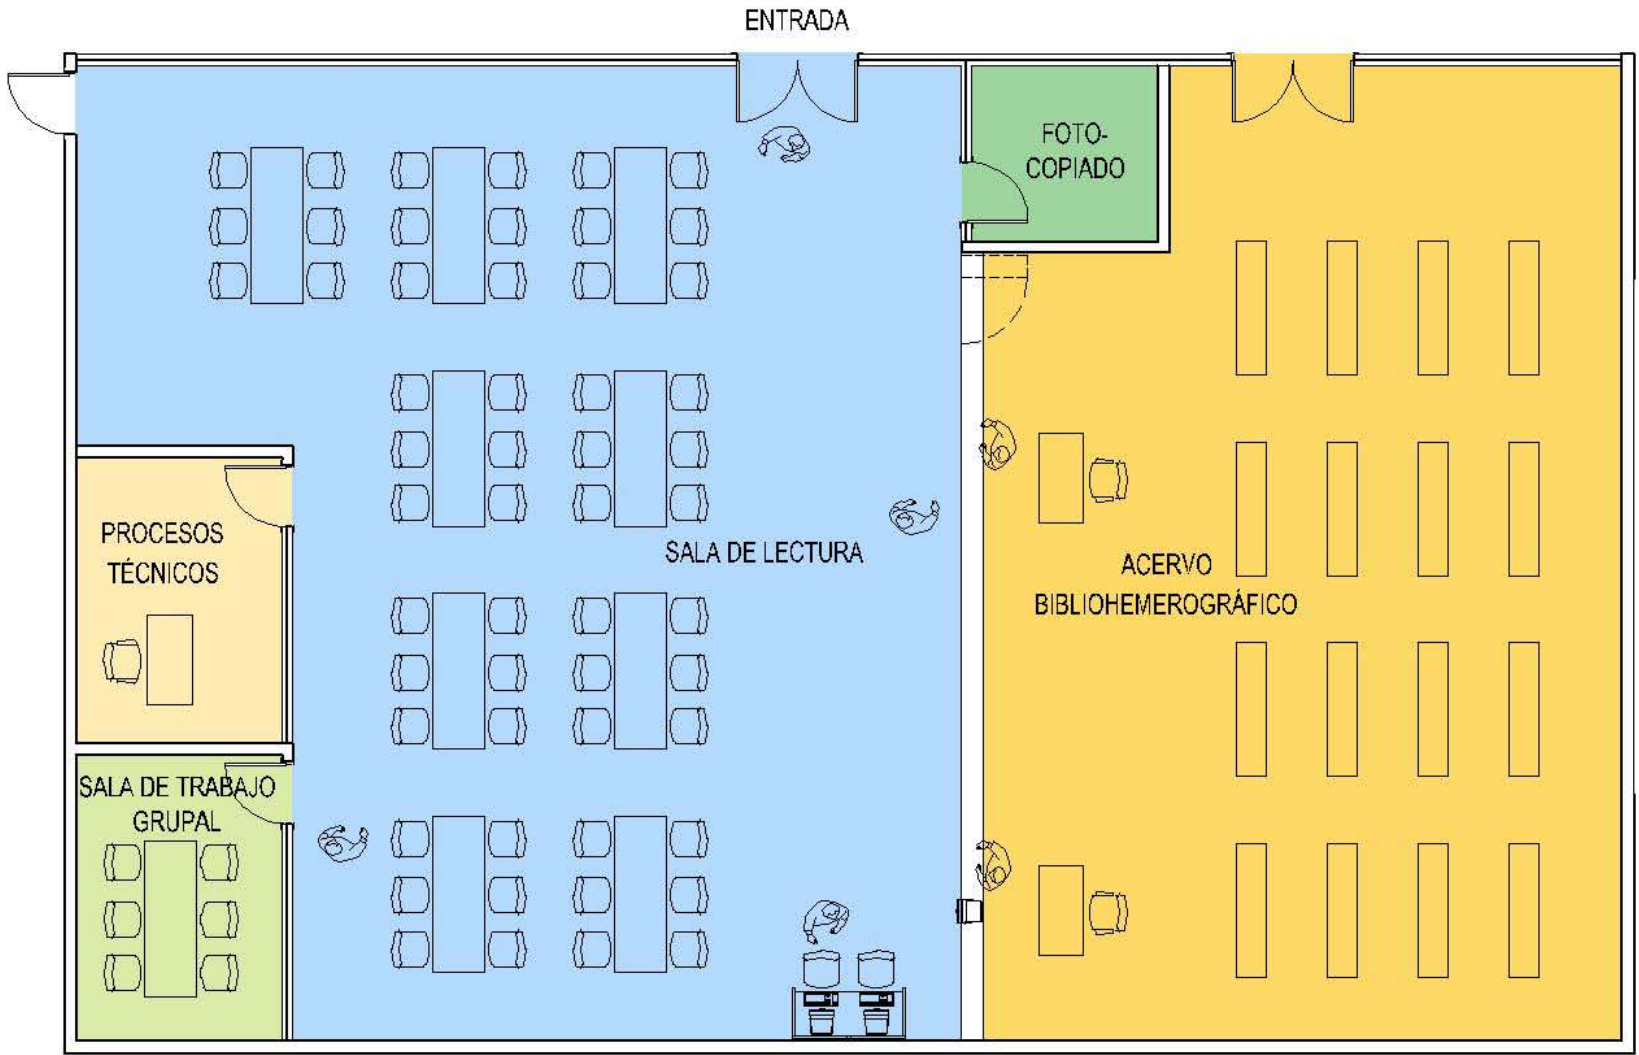 ENTRADA
FOTO-
COPIADO
PROCESOS
TÉCNICOS
SALA DE LECTURA
ACERVO
BIBLIOHEMEROGRÁFICO
SALA DE TRABAJO
GRUPAL